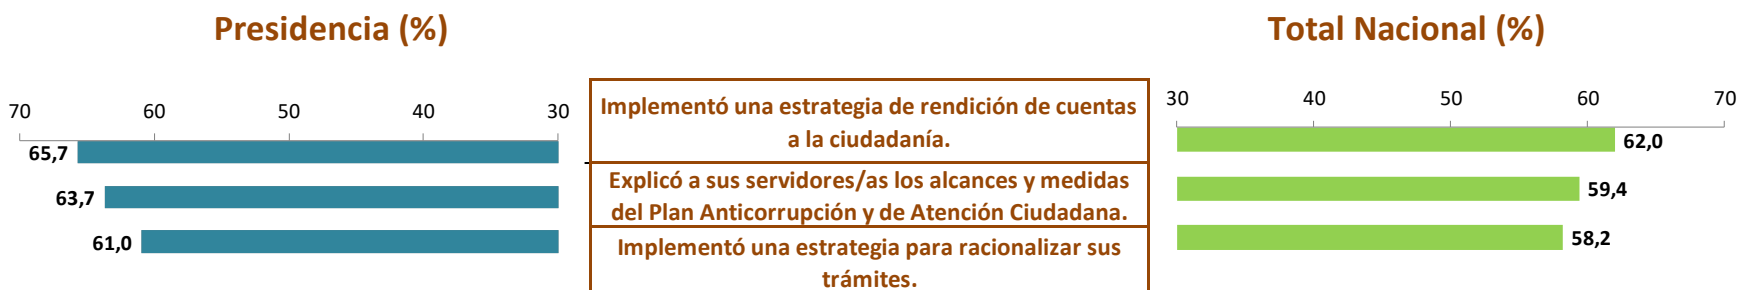 Presidencia (%)
Total Nacional (%)
70 60 50 40 30
65,7
63,7
61,0
Implementó una estrategia de rendición de cuentas
a la ciudadanía.
Explicó a sus servidores/as los alcances y medidas
del Plan Anticorrupción y de Atención Ciudadana.
Implementó una estrategia para racionalizar sus
trámites.
30 40 50 60 70
62,0
59,4
58,2